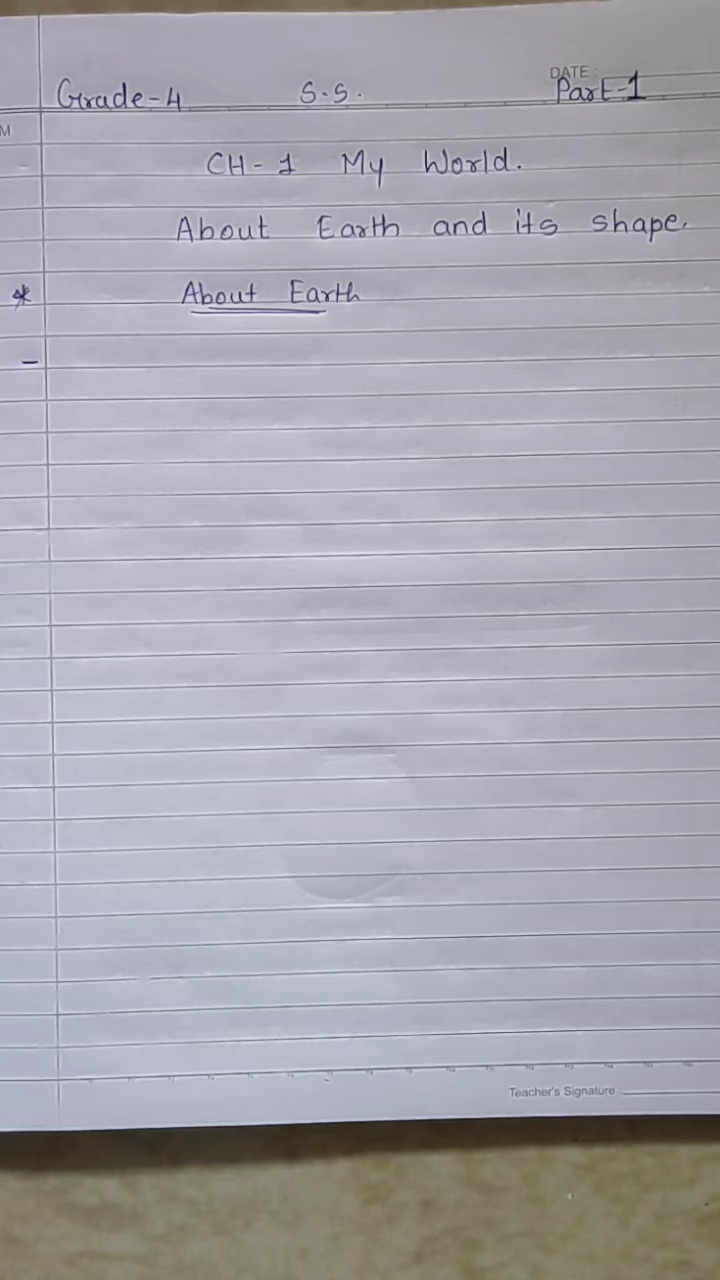 DATE :
Grade-4 S.S. Part-1
M
CH-1 My World.
About Earth and its shape.
* About Earth
-
Teacher's Signature :